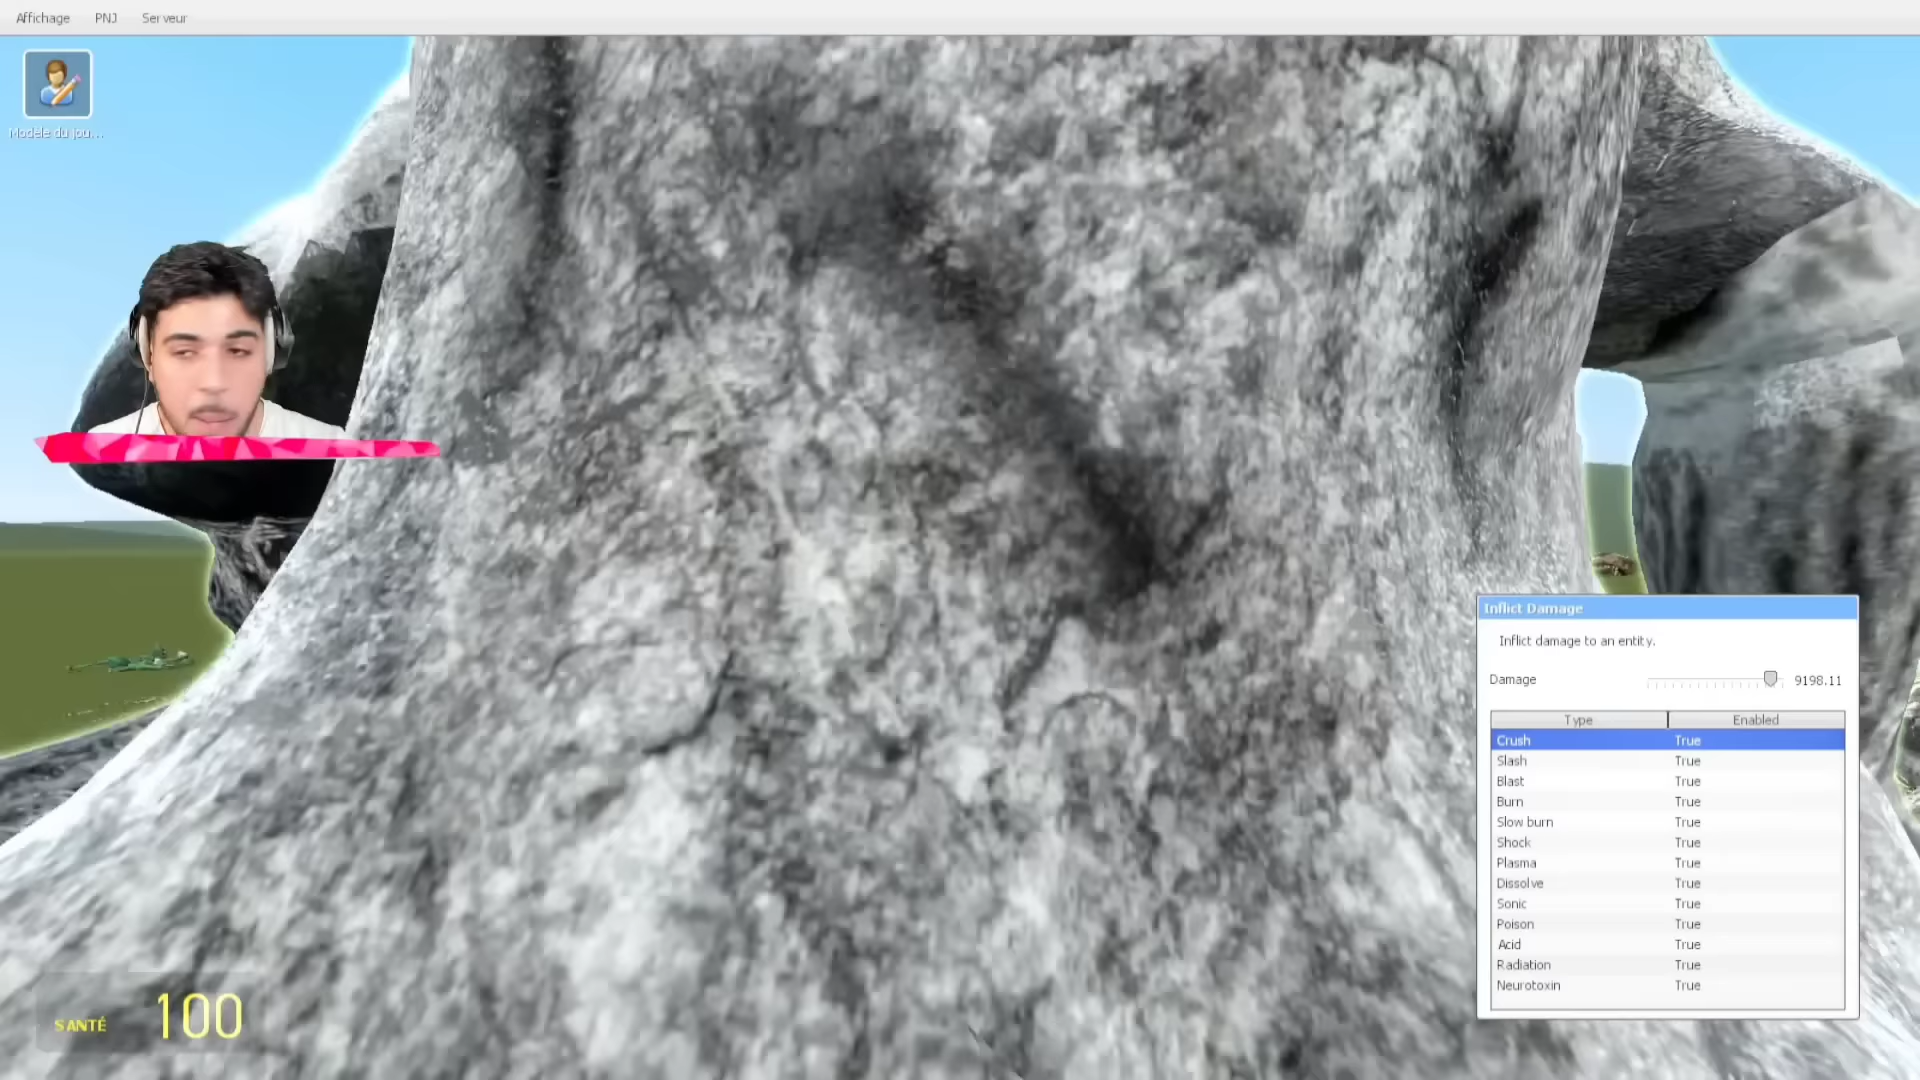 Affichage PNJ Serveur
Modèle du jou...
Inflict Damage
Inflict damage to an entity.
Damage 9198.11
Type Enabled
Crush True
Slash True
Blast True
Burn True
Slow burn True
Shock True
Plasma True
Dissolve True
Sonic True
Poison True
Acid True
Radiation True
Neurotoxin True
SANTÉ 100